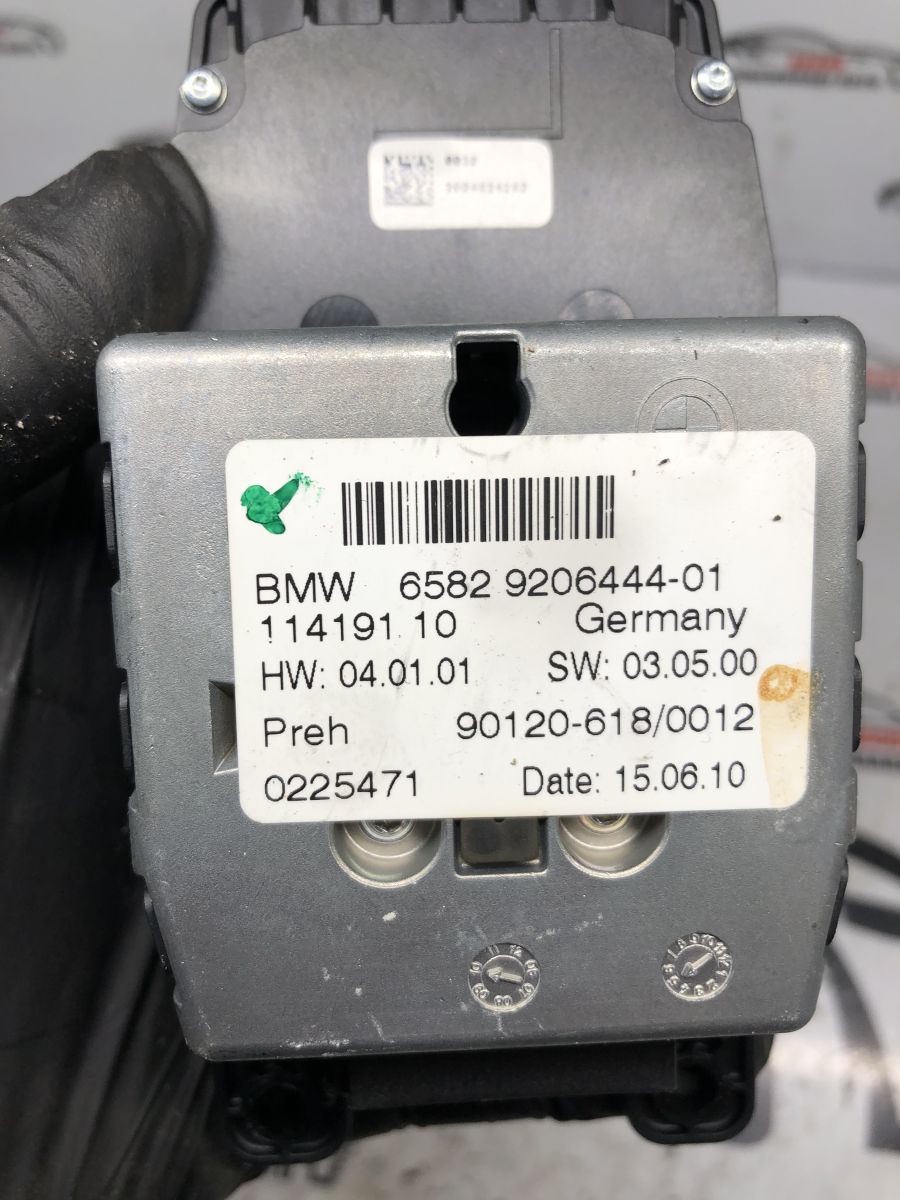 BMW 6582 9206444-01
114191.10 Germany
HW: 04.01.01 SW: 03.05.00
Preh 90120-618/0012
0225471 Date: 15.06.10